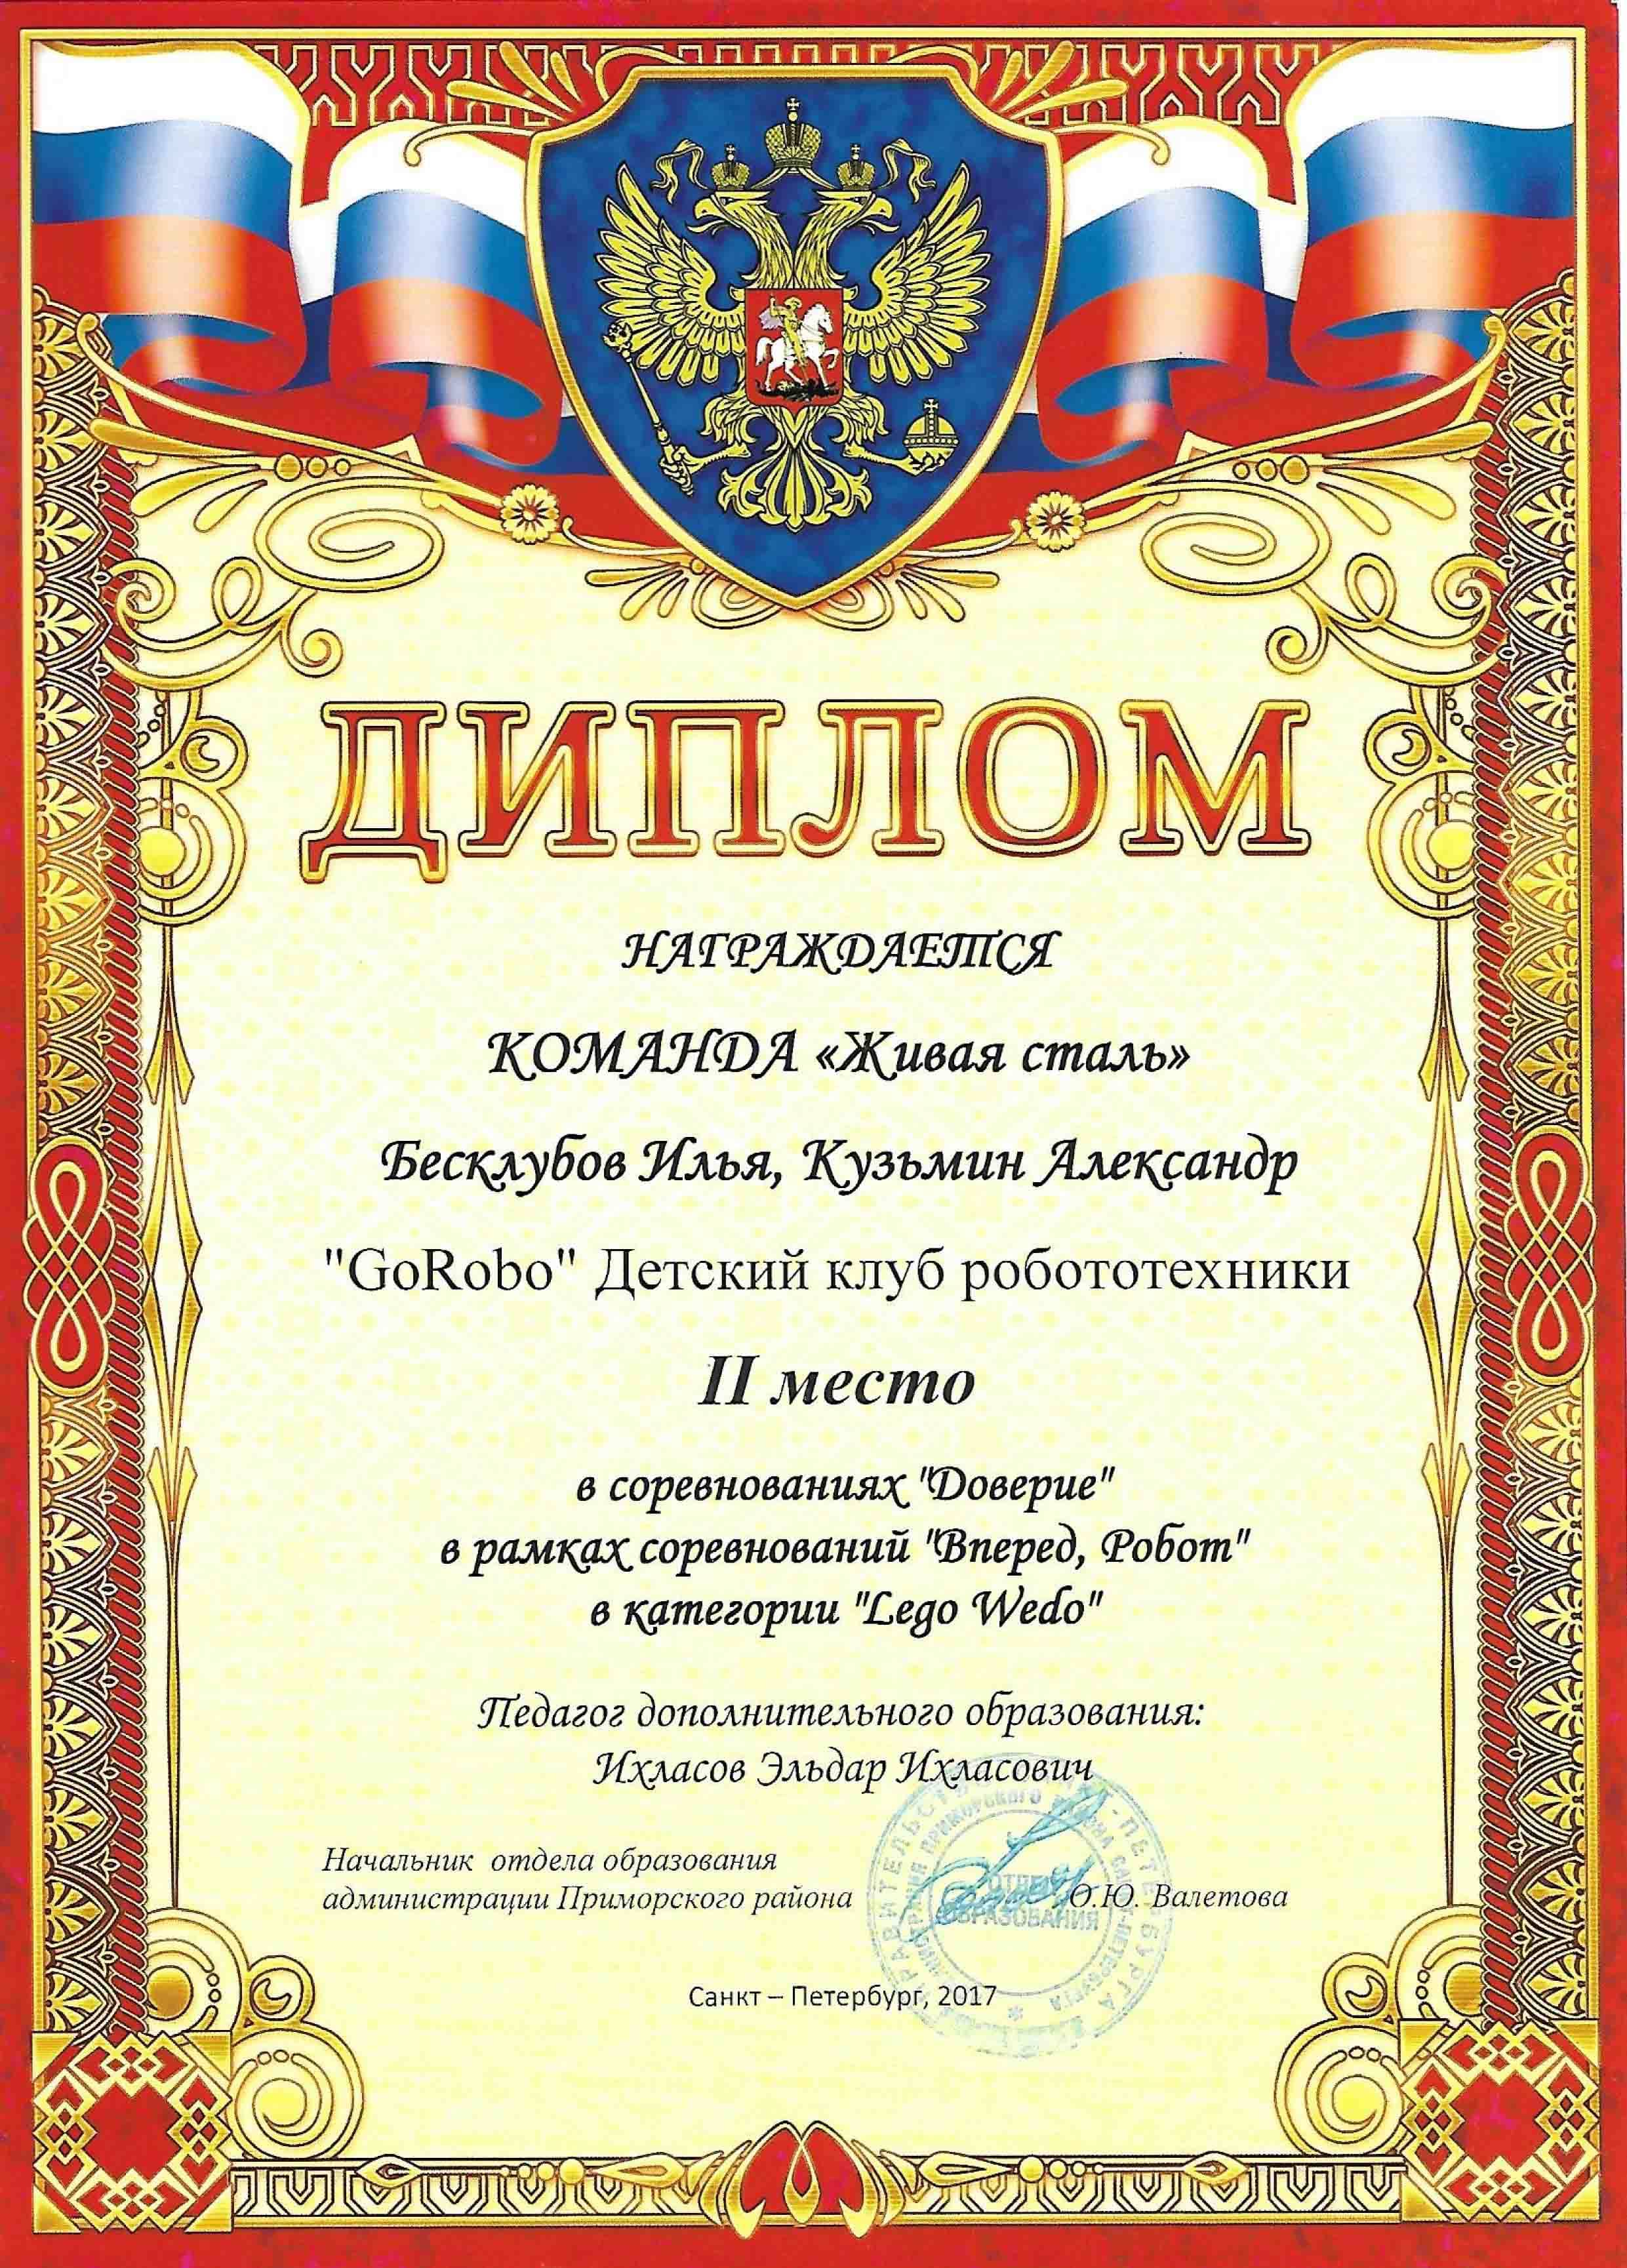 ДИПЛОМ
НАГРАЖДАЕТСЯ
КОМАНДА «Живая сталь»
Бесклубов Илья, Кузьмин Александр
"GoRobo" Детский клуб робототехники
II место
в соревнованиях "Доверие"
в рамках соревнований "Вперед, Робот"
в категории "Lego Wedo"
Педагог дополнительного образования:
Ихласов Эльдар Ихласович
Начальник отдела образования
администрации Приморского района О.Ю. Валетова
ОТДЕЛ
ОБРАЗОВАНИЯ
Санкт – Петербург, 2017